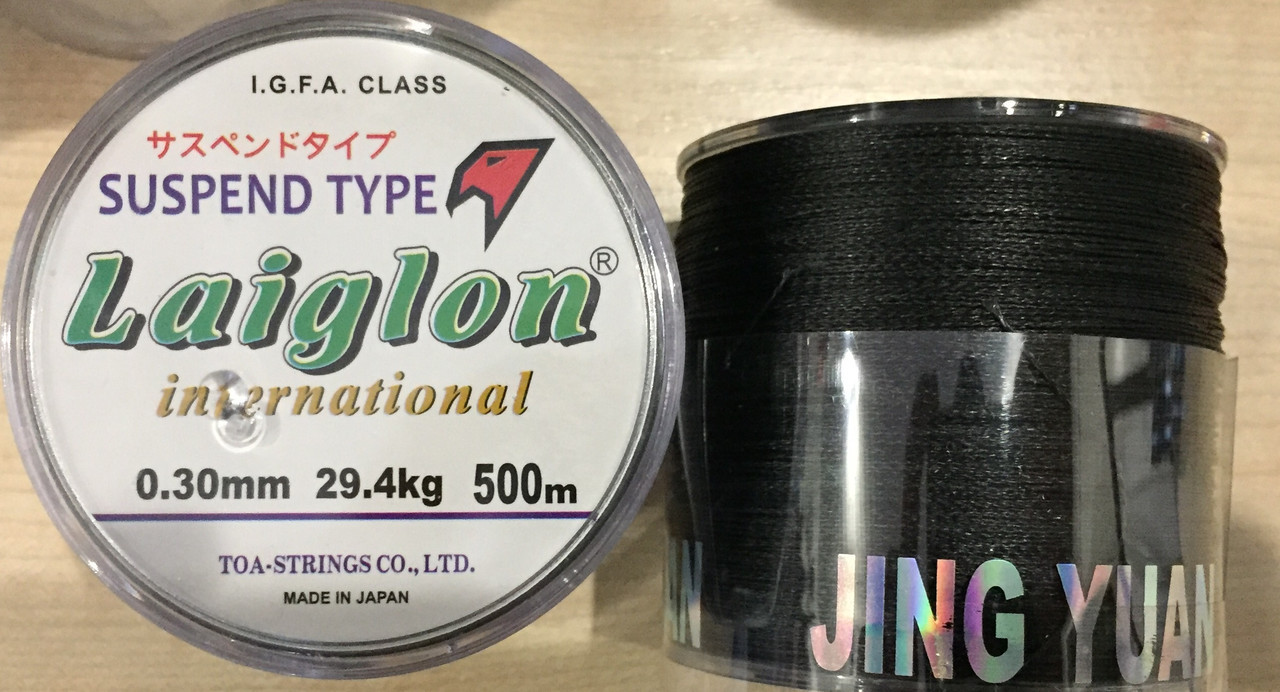 I.G.F.A. CLASS
サスペンドタイプ
SUSPEND TYPE
Laiglon®
international
0.30mm 29.4kg 500m
TOA-STRINGS CO., LTD.
MADE IN JAPAN
JING YUAN